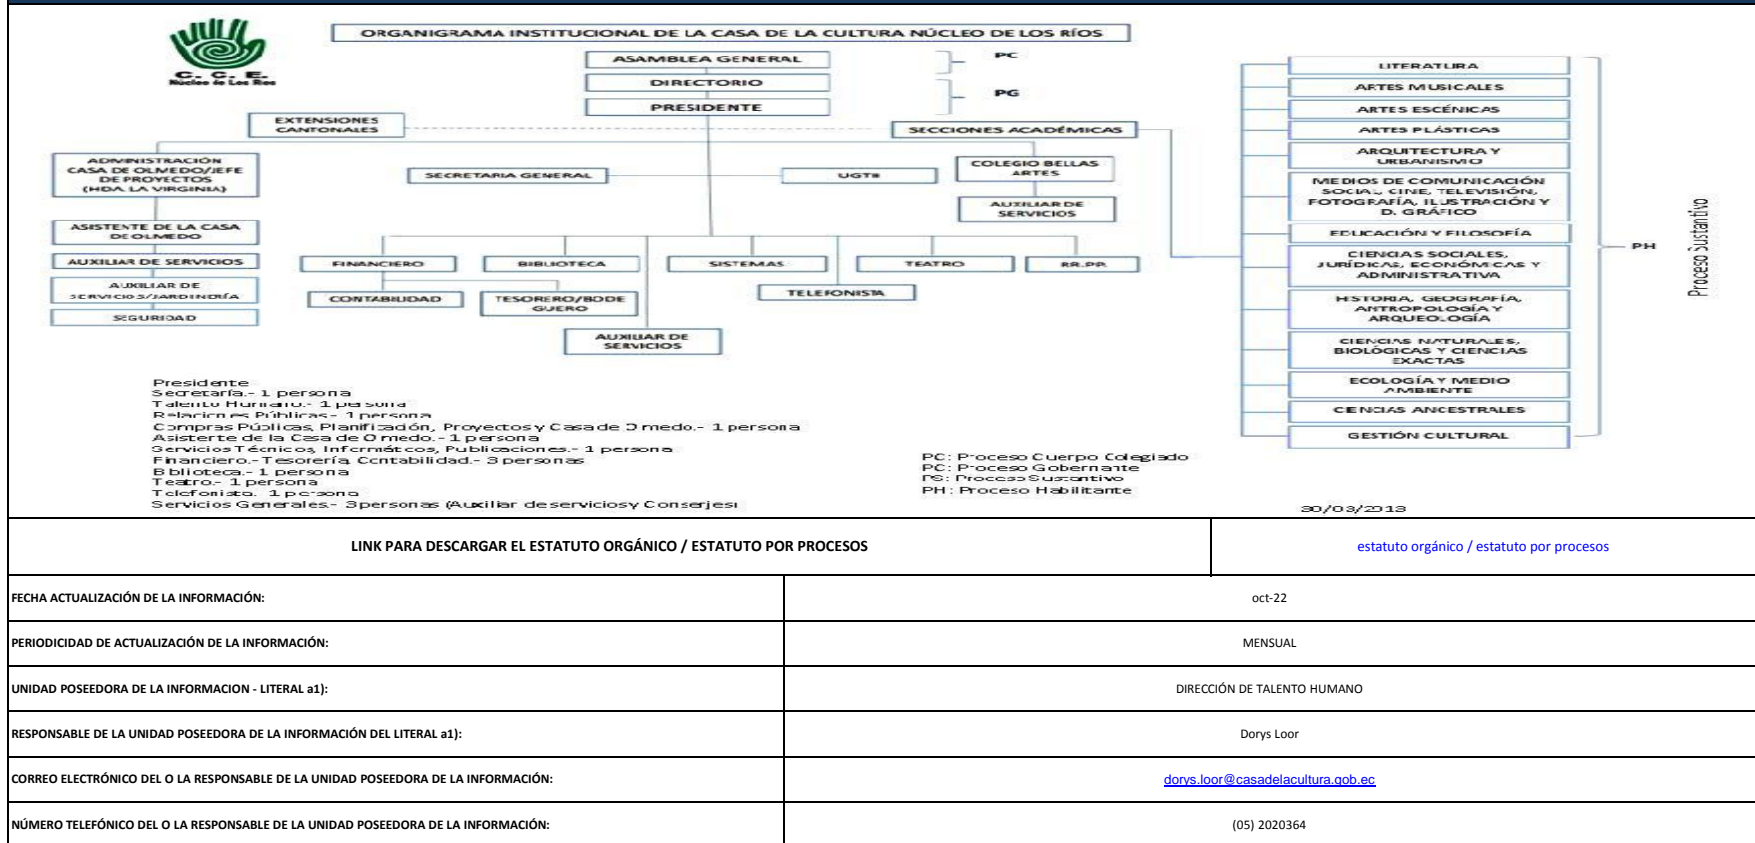 ORGANIGRAMA INSTITUCIONAL DE LA CASA DE LA CULTURA NÚCLEO DE LOS RÍOS
C. C. E.
Núcleo de Los Ríos
ASAMBLEA GENERAL
PC
DIRECTORIO
PG
PRESIDENTE
EXTENSIONES
CANTONALES
SECCIONES ACADÉMICAS
ADMINISTRACIÓN
CASA DE OLMEDO/JEFE
DE PROYECTOS
(HDA. LA VIRGINIA)
SECRETARIA GENERAL
UGTH
COLEGIO BELLAS
ARTES
AUXILIAR DE
SERVICIOS
ASISTENTE DE LA CASA
DE OLMEDO
AUXILIAR DE SERVICIOS
AUXILIAR DE
SERVICIOS/JARDINERÍA
SEGURIDAD
FINANCIERO
BIBLIOTECA
SISTEMAS
TEATRO
RR.PP.
CONTABILIDAD
TESORERO/BODE
GUERO
TELEFONISTA
AUXILIAR DE
SERVICIOS
LITERATURA
ARTES MUSICALES
ARTES ESCÉNICAS
ARTES PLÁSTICAS
ARQUITECTURA Y
URBANISMO
MEDIOS DE COMUNICACIÓN
SOCIAL, CINE, TELEVISIÓN,
FOTOGRAFÍA, ILUSTRACIÓN Y
D. GRÁFICO
EDUCACIÓN Y FILOSOFÍA
CIENCIAS SOCIALES,
JURÍDICAS, ECONÓMICAS Y
ADMINISTRATIVA
HISTORIA, GEOGRAFÍA,
ANTROPOLOGÍA Y
ARQUEOLOGÍA
CIENCIAS NATURALES,
BIOLÓGICAS Y CIENCIAS
EXACTAS
ECOLOGÍA Y MEDIO
AMBIENTE
CIENCIAS ANCESTRALES
GESTIÓN CULTURAL
PH
Proceso Sustantivo
Presidente
Secretaría.- 1 persona
Talento Humano.- 1 persona
Relaciones Públicas.- 1 persona
Compras Públicas, Planificación, Proyectos y Casa de Olmedo.- 1 persona
Asistente de la Casa de Olmedo.- 1 persona
Servicios Técnicos, Informáticos, Publicaciones.- 1 persona
Financiero.- Tesorería, Contabilidad.- 3 personas
Biblioteca.- 1 persona
Teatro.- 1 persona
Telefonista.- 1 persona
Servicios Generales.- 3 personas (Auxiliar de servicios y Conserjes)
PC: Proceso Cuerpo Colegiado
PC: Proceso Gobernante
PS: Proceso Sustantivo
PH: Proceso Habilitante
LINK PARA DESCARGAR EL ESTATUTO ORGÁNICO / ESTATUTO POR PROCESOS
estatuto orgánico / estatuto por procesos
FECHA ACTUALIZACIÓN DE LA INFORMACIÓN:
oct-22
PERIODICIDAD DE ACTUALIZACIÓN DE LA INFORMACIÓN:
MENSUAL
UNIDAD POSEEDORA DE LA INFORMACION - LITERAL a1):
DIRECCIÓN DE TALENTO HUMANO
RESPONSABLE DE LA UNIDAD POSEEDORA DE LA INFORMACIÓN DEL LITERAL a1):
Dorys Loor
CORREO ELECTRÓNICO DEL O LA RESPONSABLE DE LA UNIDAD POSEEDORA DE LA INFORMACIÓN:
dorys.loor@casadelacultura.gob.ec
NÚMERO TELEFÓNICO DEL O LA RESPONSABLE DE LA UNIDAD POSEEDORA DE LA INFORMACIÓN:
(05) 2020364